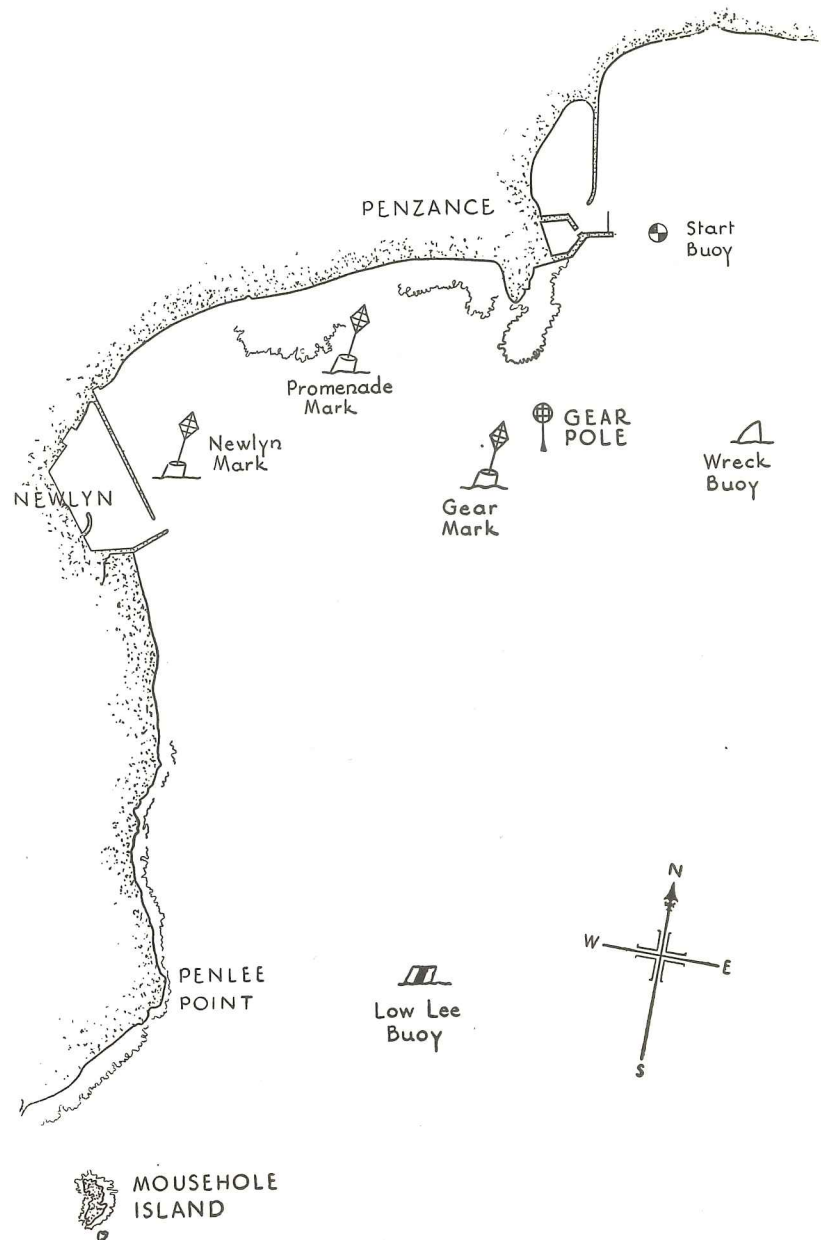 PENZANCE
Start
Buoy
Promenade
Mark
Newlyn
Mark
GEAR
POLE
Wreck
Buoy
NEWLYN
Gear
Mark
N
W
E
S
PENLEE
POINT
Low Lee
Buoy
MOUSEHOLE
ISLAND